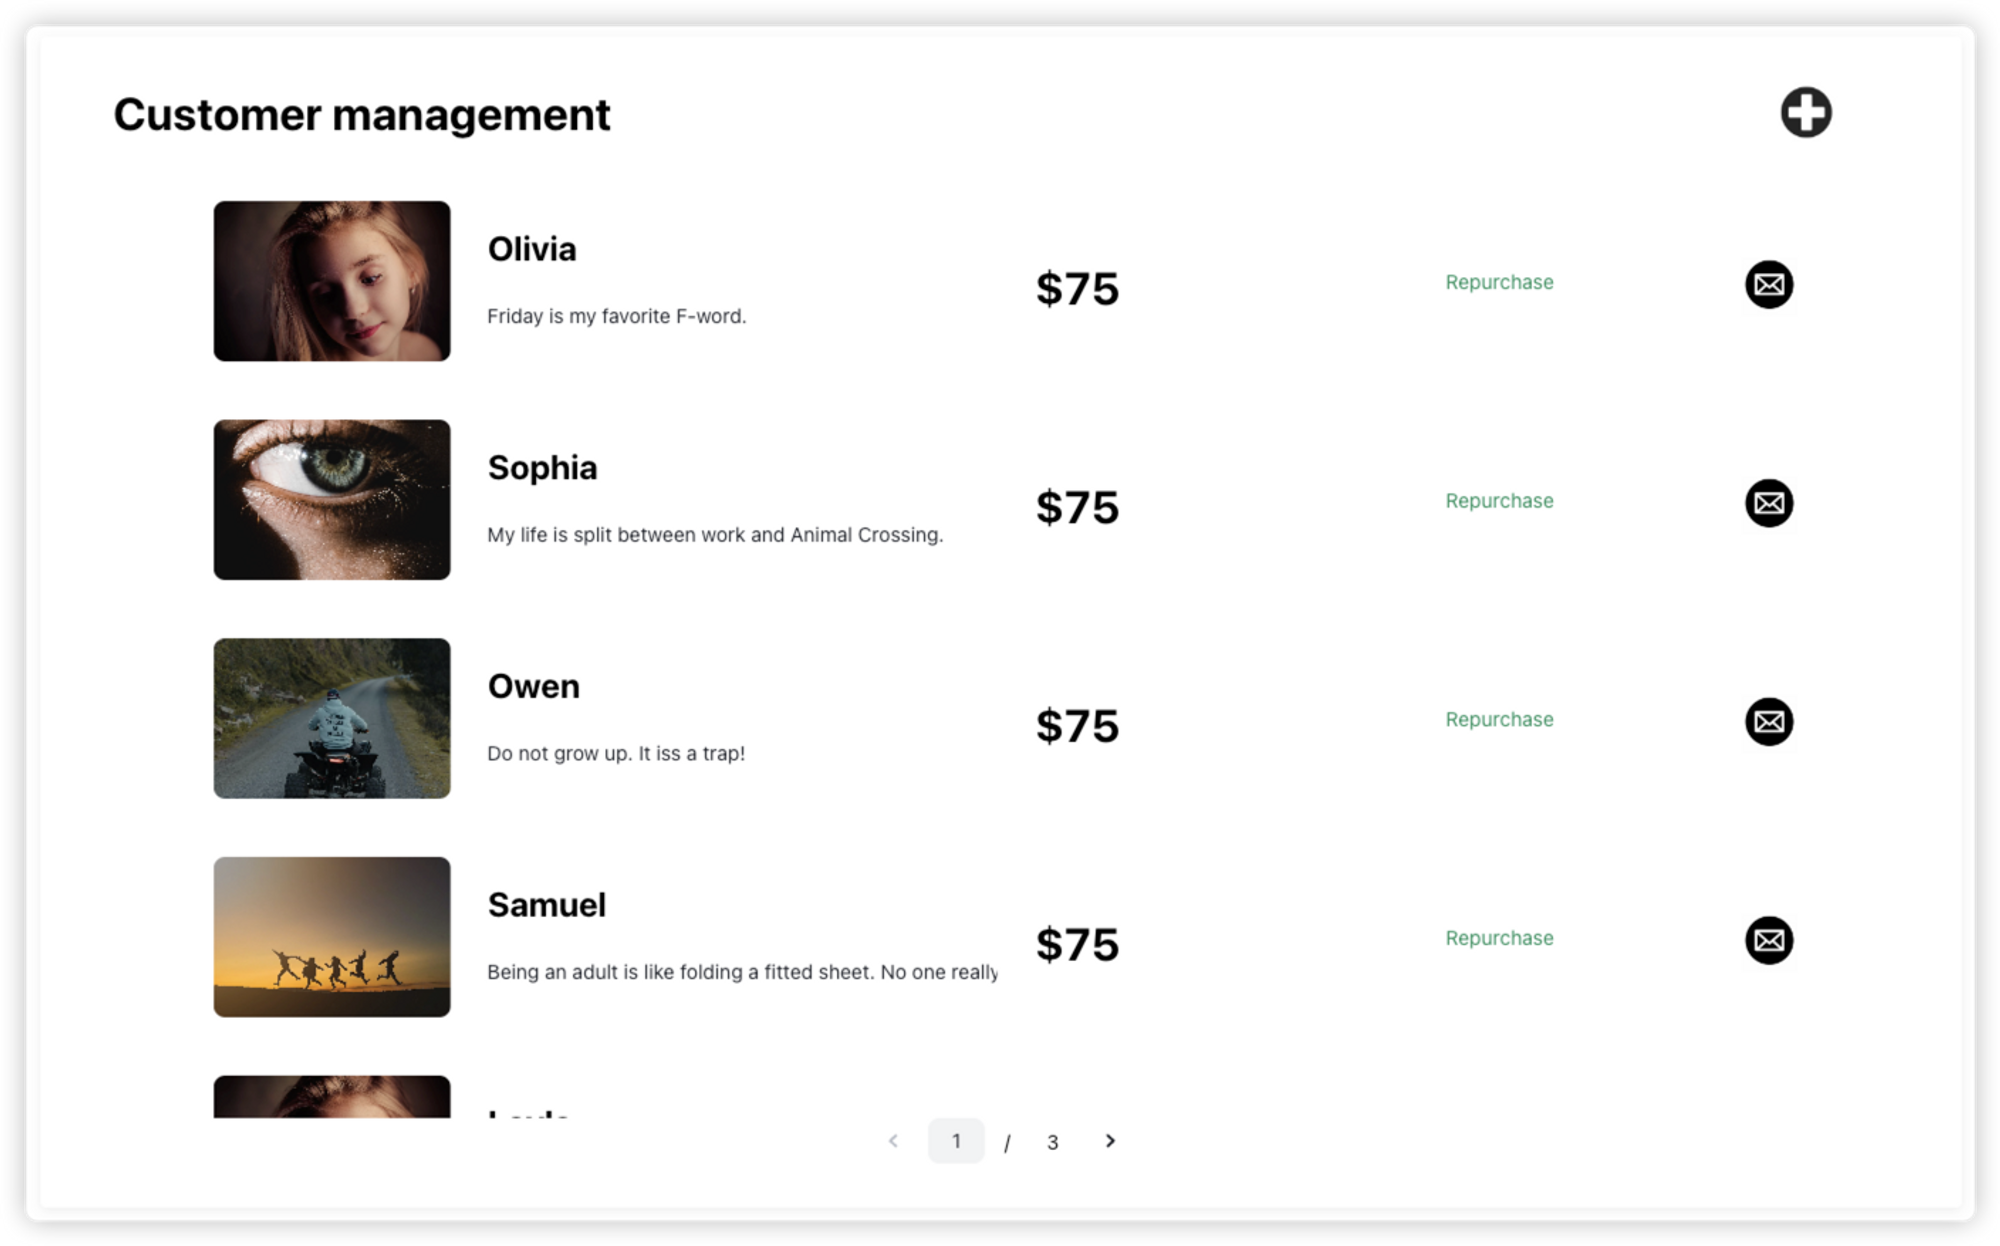 Customer management
Olivia
Friday is my favorite F-word.
$75
Repurchase
Sophia
My life is split between work and Animal Crossing.
$75
Repurchase
Owen
Do not grow up. It iss a trap!
$75
Repurchase
Samuel
Being an adult is like folding a fitted sheet. No one really
$75
Repurchase
1 / 3